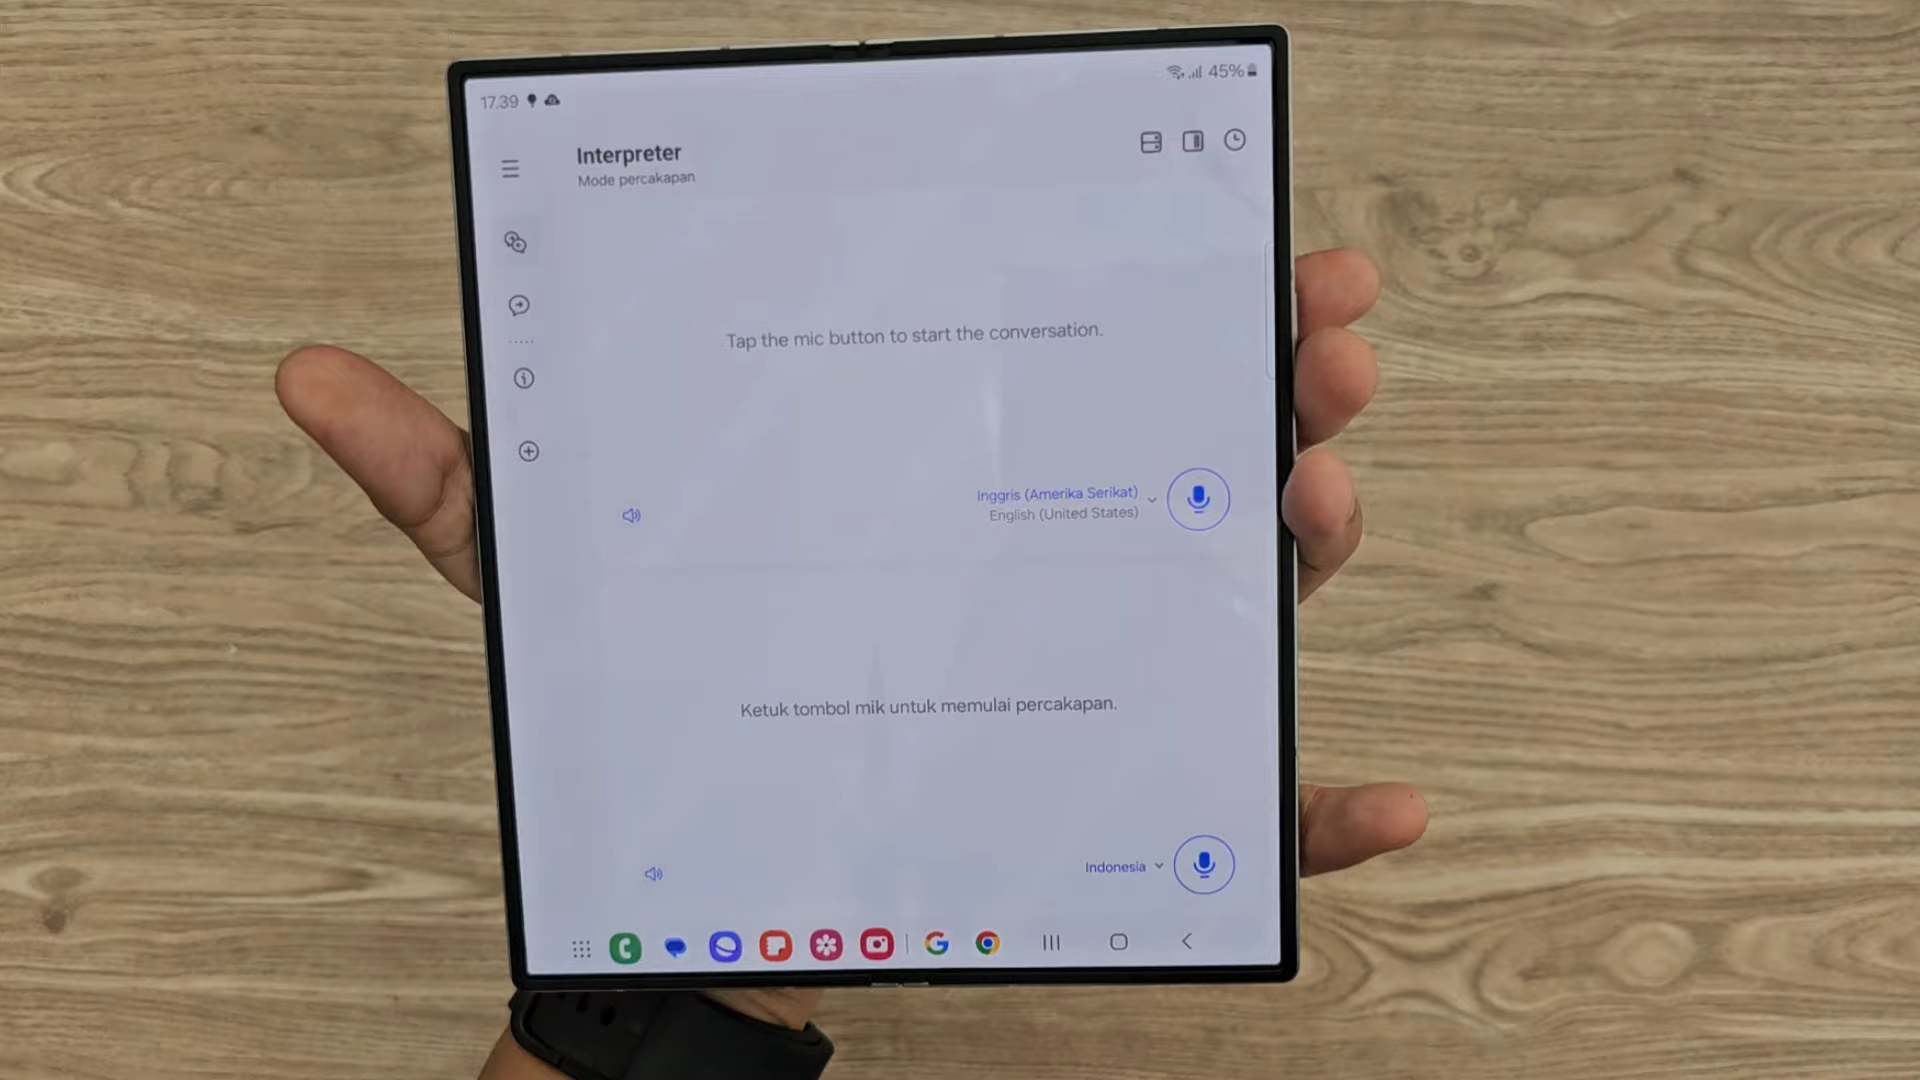 17.39
45%
Interpreter
Mode percakapan
Tap the mic button to start the conversation.
Inggris (Amerika Serikat)
English (United States)
Ketuk tombol mik untuk memulai percakapan.
Indonesia